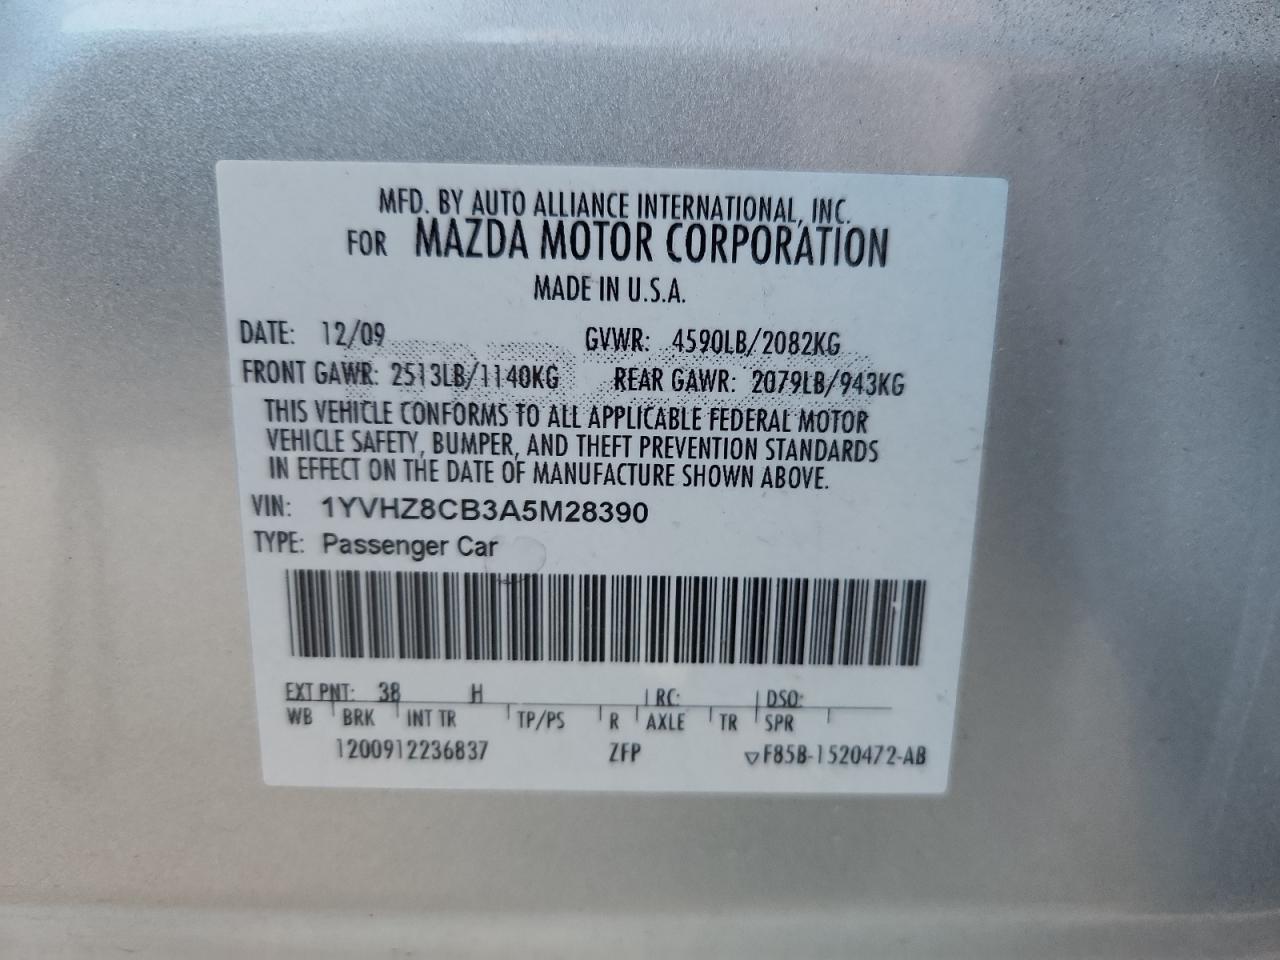 MFD. BY AUTO ALLIANCE INTERNATIONAL, INC.
FOR MAZDA MOTOR CORPORATION
MADE IN U.S.A.
DATE: 12/09 GVWR: 4590LB/2082KG
FRONT GAWR: 2513LB/1140KG REAR GAWR: 2079LB/943KG
THIS VEHICLE CONFORMS TO ALL APPLICABLE FEDERAL MOTOR
VEHICLE SAFETY, BUMPER, AND THEFT PREVENTION STANDARDS
IN EFFECT ON THE DATE OF MANUFACTURE SHOWN ABOVE.
VIN: 1YVHZ8CB3A5M28390
TYPE: Passenger Car
EXT PNT: 38 H RC: DSO:
WB BRK INT TR TP/PS R AXLE TR SPR
1200912236837 ZFP ▽F85B-1520472-AB